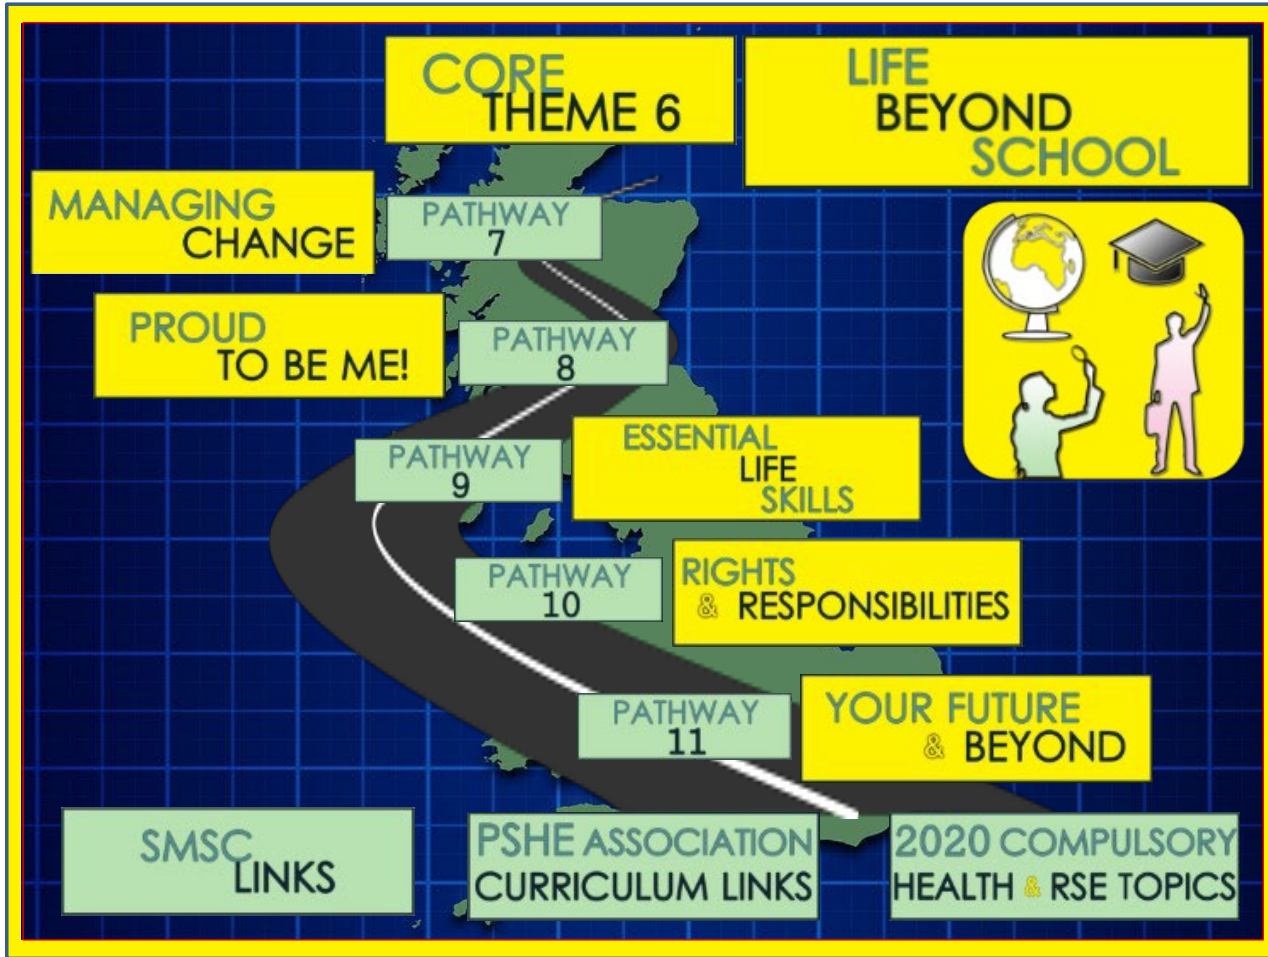 CORE
THEME 6
LIFE
BEYOND
SCHOOL
MANAGING
CHANGE
PATHWAY
7
PROUD
TO BE ME!
PATHWAY
8
PATHWAY
9
ESSENTIAL
LIFE
SKILLS
PATHWAY
10
RIGHTS
& RESPONSIBILITIES
PATHWAY
11
YOUR FUTURE
& BEYOND
SMSC
LINKS
PSHE ASSOCIATION
CURRICULUM LINKS
2020 COMPULSORY
HEALTH & RSE TOPICS